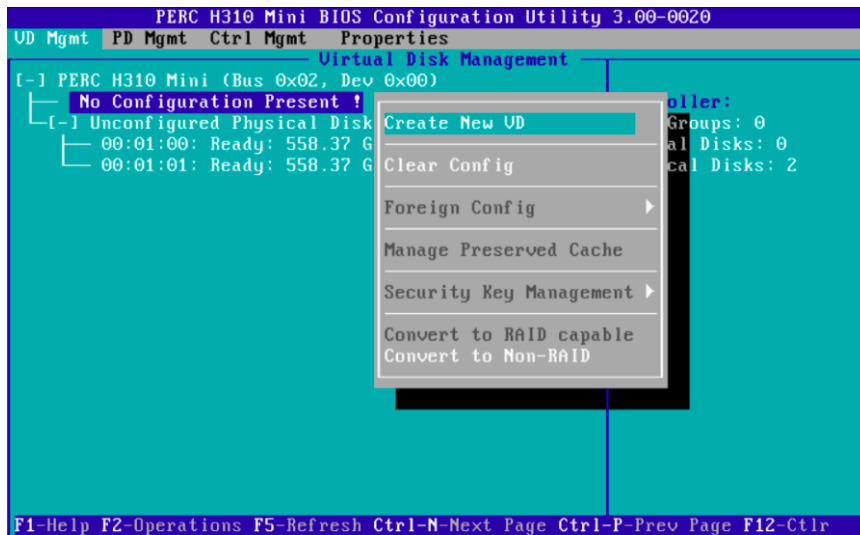 PERC H310 Mini BIOS Configuration Utility 3.00-0020
VD Mgmt PD Mgmt Ctrl Mgmt Properties
Virtual Disk Management
[-] PERC H310 Mini (Bus 0x02, Dev 0x00)
No Configuration Present !
oller:
[-] Unconfigured Physical Disk
Create New VD
Groups: 0
00:01:00: Ready: 558.37 G
al Disks: 0
00:01:01: Ready: 558.37 G
Clear Config
cal Disks: 2
Foreign Config
Manage Preserved Cache
Security Key Management
Convert to RAID capable
Convert to Non-RAID
F1-Help F2-Operations F5-Refresh Ctrl-N-Next Page Ctrl-P-Prev Page F12-Ctlr